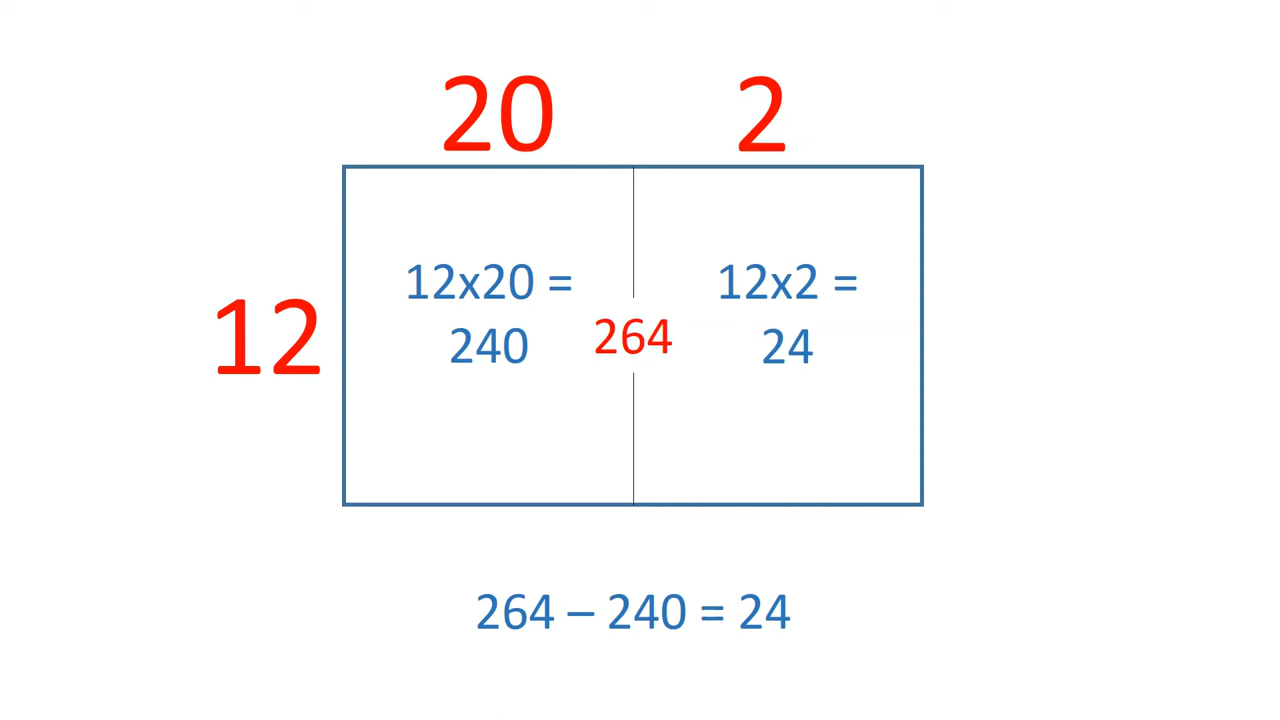 20 2
12x20 = 12x2 =
12 240 264 24
264 – 240 = 24